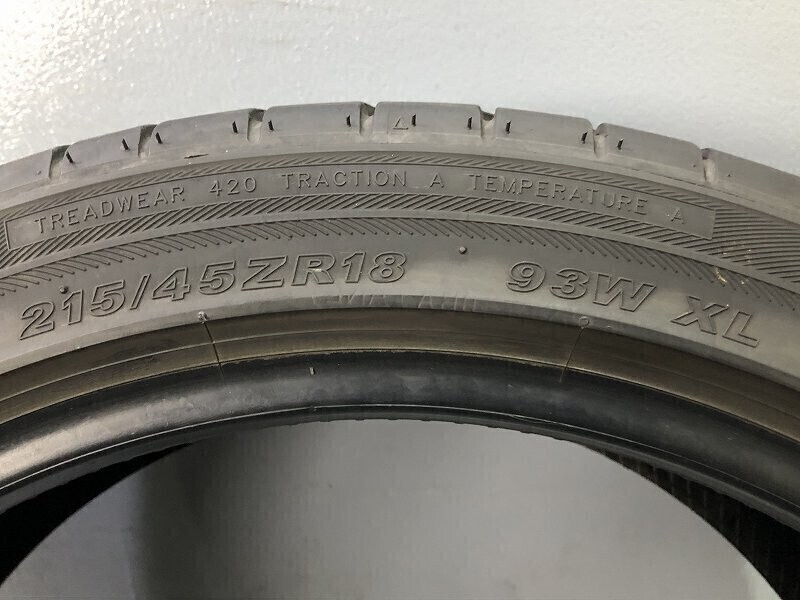 TREADWEAR 420 TRACTION A TEMPERATURE A
215/45ZR18 93W XL